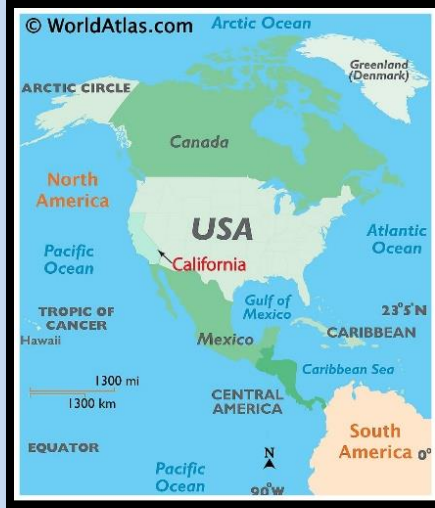 © WorldAtlas.com
Arctic Ocean
Greenland
(Denmark)
ARCTIC CIRCLE
Canada
North
America
USA
Atlantic
Ocean
Pacific
Ocean
California
Gulf of
Mexico
23°5'N
TROPIC OF
CANCER
CARIBBEAN
Hawaii
Mexico
Caribbean Sea
1300 mi
1300 km
CENTRAL
AMERICA
EQUATOR
South
America
0°
N
Pacific
Ocean
90°W